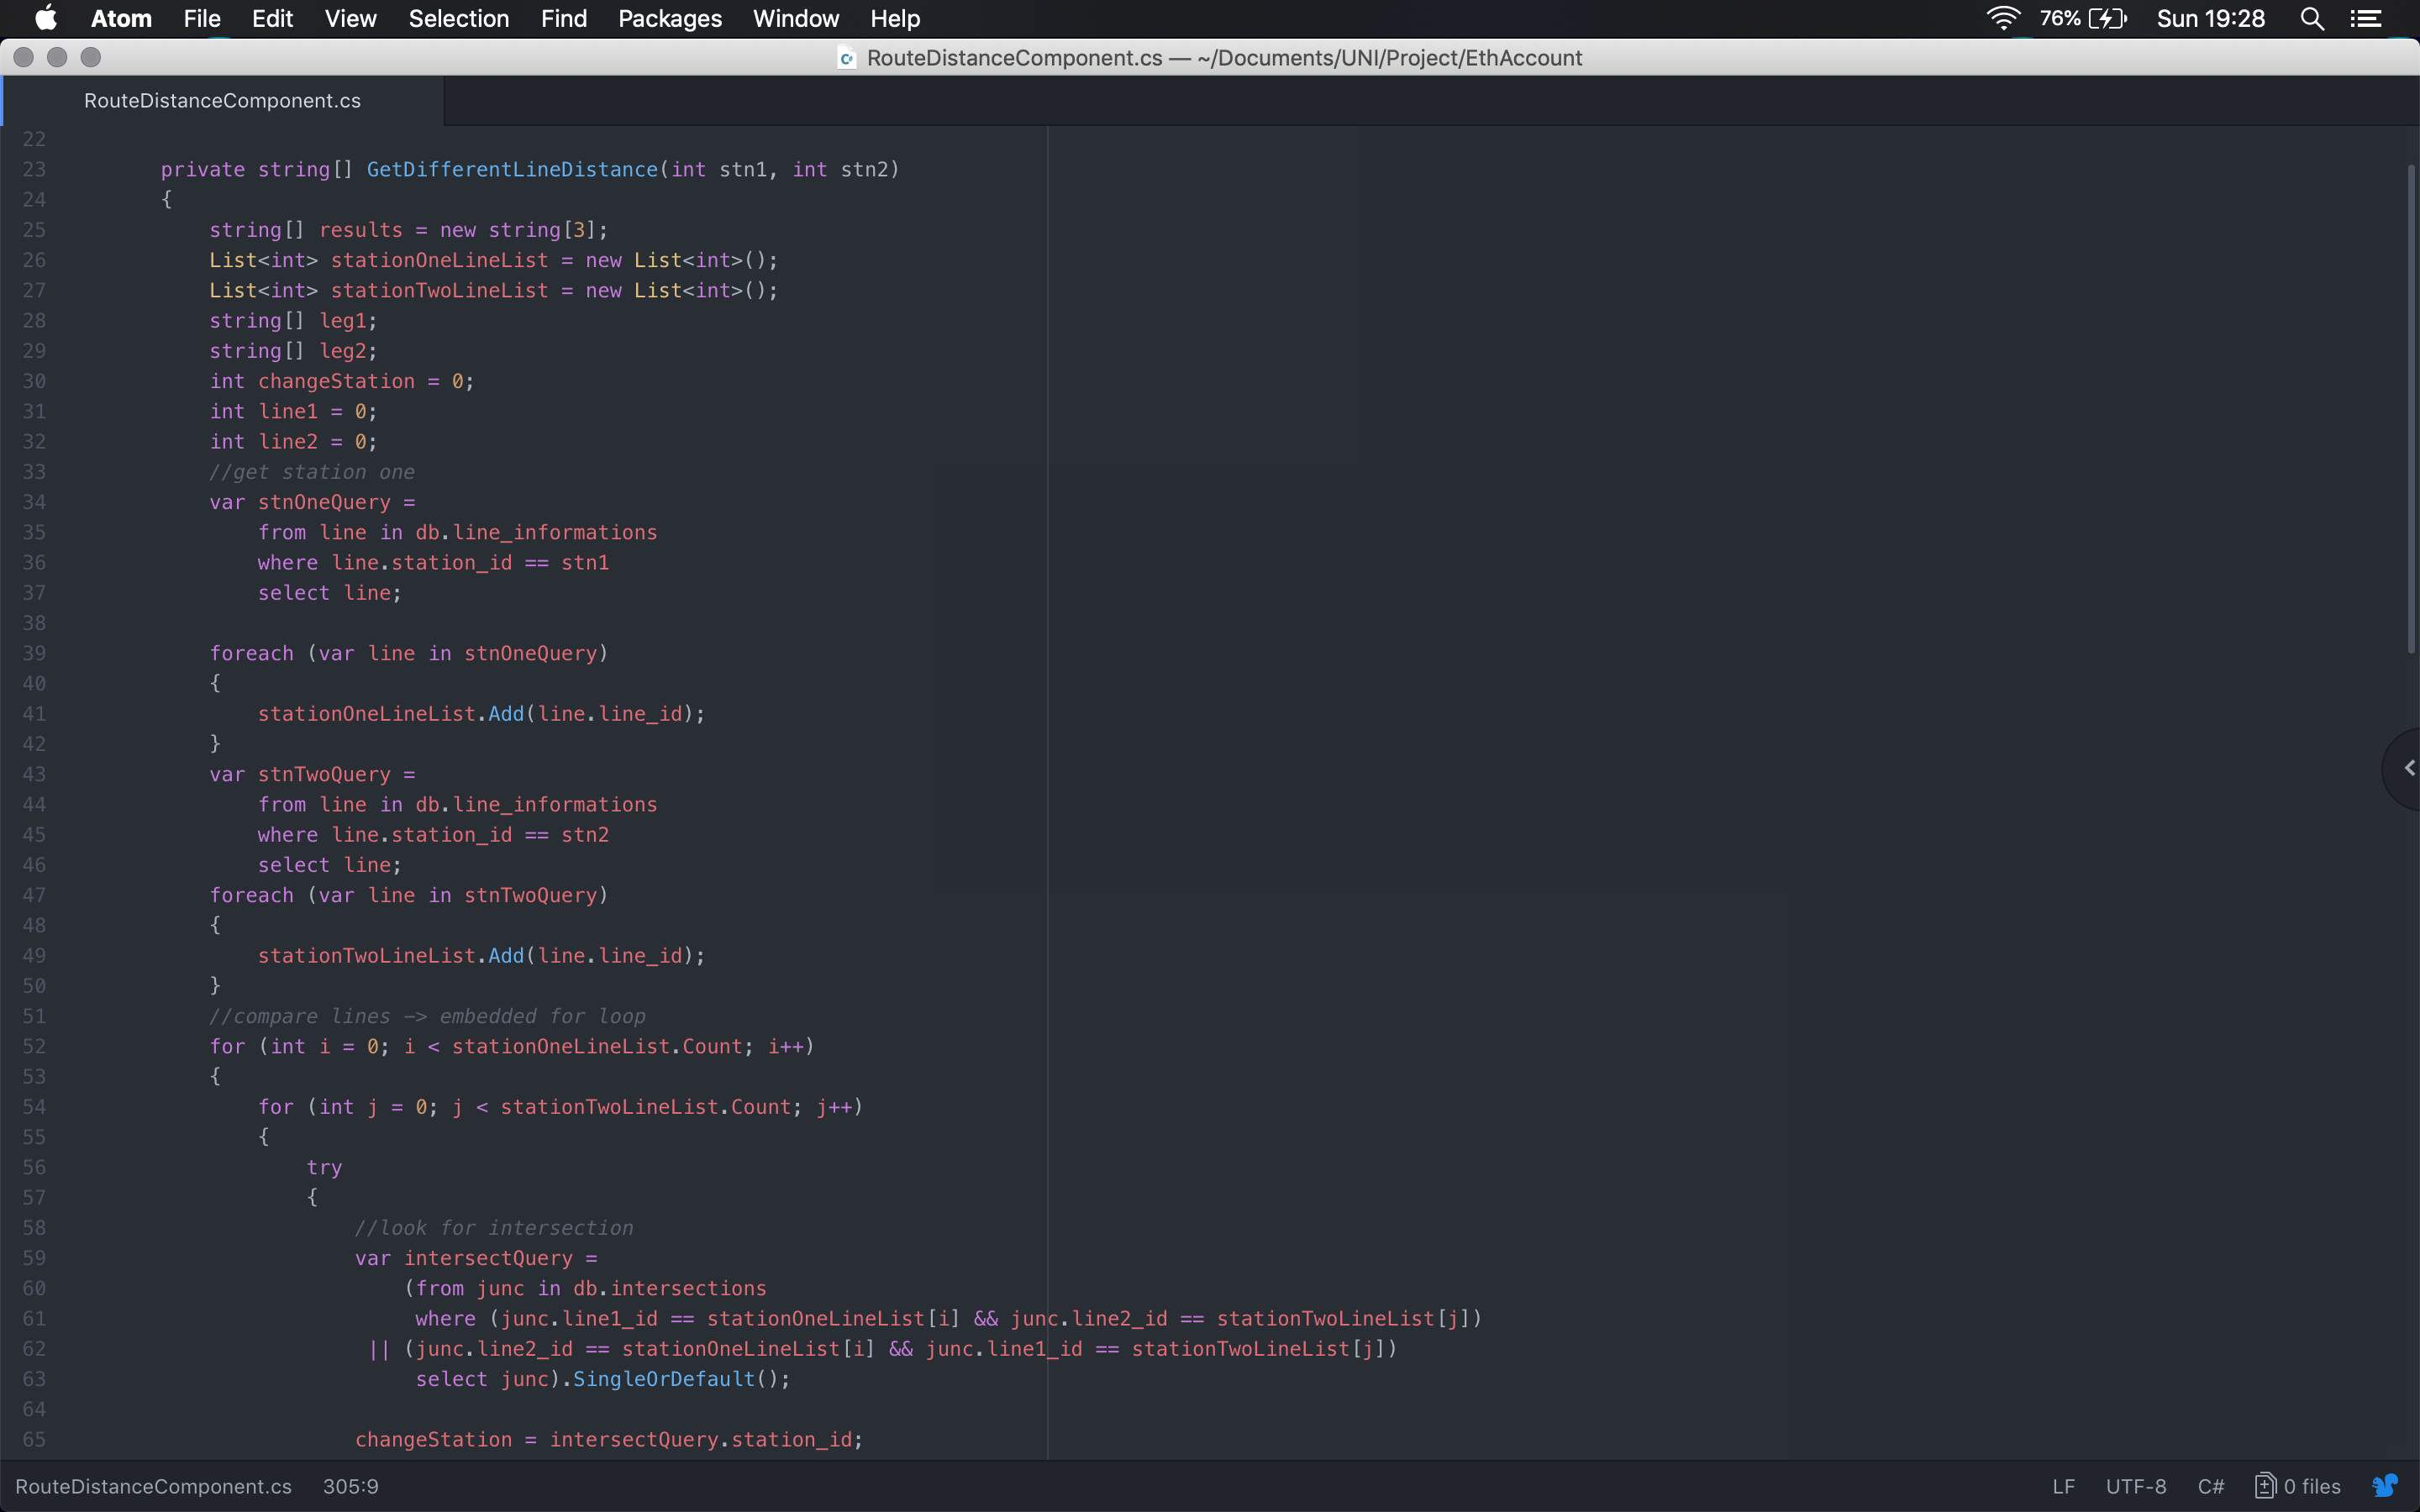 Atom File Edit View Selection Find Packages Window Help 76% Sun 19:28
RouteDistanceComponent.cs — ~/Documents/UNI/Project/EthAccount
RouteDistanceComponent.cs
22
23 private string[] GetDifferentLineDistance(int stn1, int stn2)
24 {
25 string[] results = new string[3];
26 List<int> stationOneLineList = new List<int>();
27 List<int> stationTwoLineList = new List<int>();
28 string[] leg1;
29 string[] leg2;
30 int changeStation = 0;
31 int line1 = 0;
32 int line2 = 0;
33 //get station one
34 var stnOneQuery =
35 from line in db.line_informations
36 where line.station_id == stn1
37 select line;
38
39 foreach (var line in stnOneQuery)
40 {
41 stationOneLineList.Add(line.line_id);
42 }
43 var stnTwoQuery =
44 from line in db.line_informations
45 where line.station_id == stn2
46 select line;
47 foreach (var line in stnTwoQuery)
48 {
49 stationTwoLineList.Add(line.line_id);
50 }
51 //compare lines -> embedded for loop
52 for (int i = 0; i < stationOneLineList.Count; i++)
53 {
54 for (int j = 0; j < stationTwoLineList.Count; j++)
55 {
56 try
57 {
58 //look for intersection
59 var intersectQuery =
60 (from junc in db.intersections
61 where (junc.line1_id == stationOneLineList[i] && junc.line2_id == stationTwoLineList[j])
62 || (junc.line2_id == stationOneLineList[i] && junc.line1_id == stationTwoLineList[j])
63 select junc).SingleOrDefault();
64
65 changeStation = intersectQuery.station_id;
RouteDistanceComponent.cs 305:9 LF UTF-8 C# 0 files